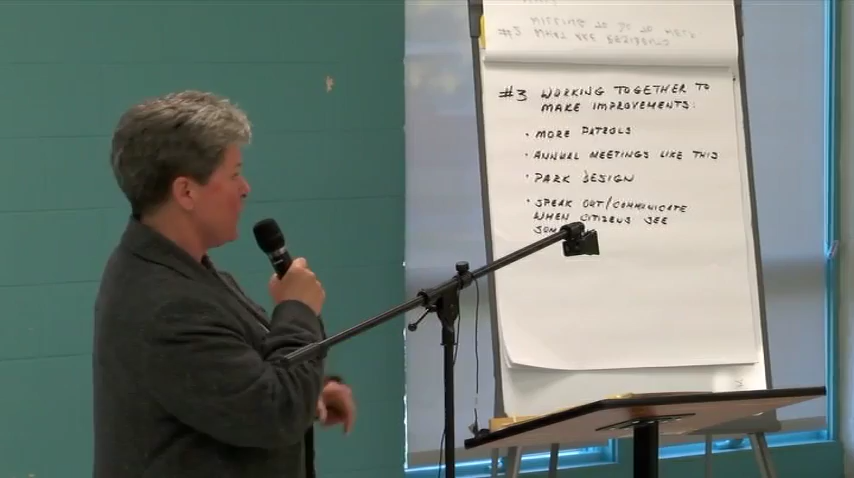 #3 WORKING TOGETHER TO
MAKE IMPROVEMENTS:
• MORE PATROLS
• ANNUAL MEETINGS LIKE THIS
• PARK DESIGN
• SPEAK OUT/COMMUNICATE
WHEN CITIZENS SEE